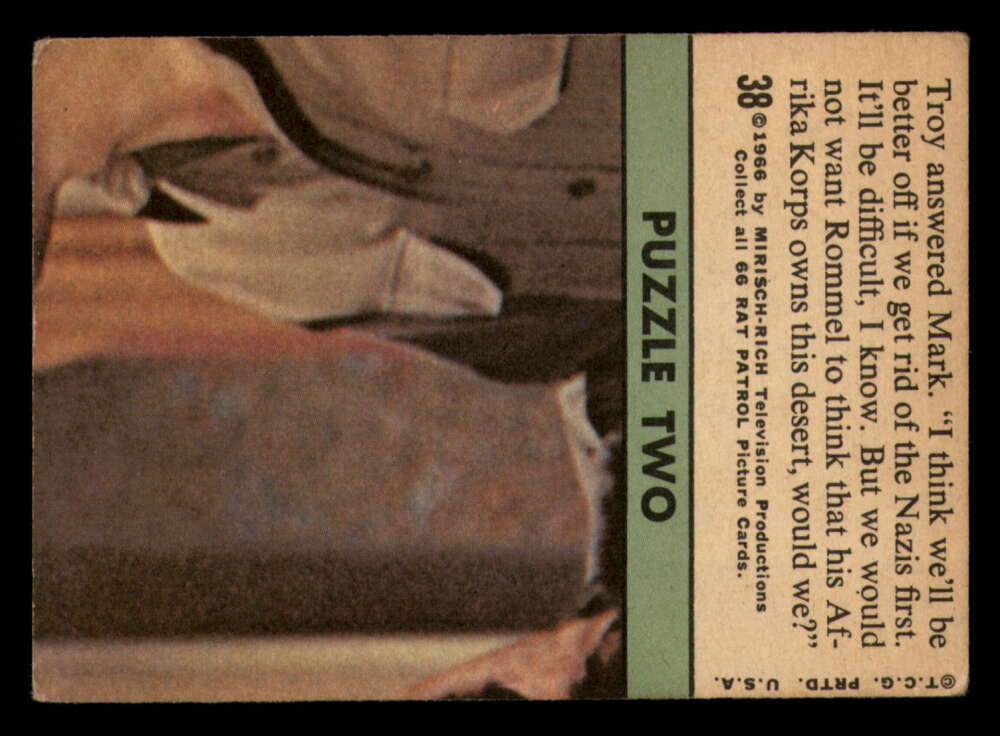 Troy answered Mark. “I think we’ll be
better off if we get rid of the Nazis first.
It’ll be difficult, I know. But we would
not want Rommel to think that his Af-
rika Korps owns this desert, would we?”
38 ©1966 by MIRISCH-RICH Television Productions
Collect all 66 RAT PATROL Picture Cards.
PUZZLE TWO
© T.C.G. PRTD. U.S.A.